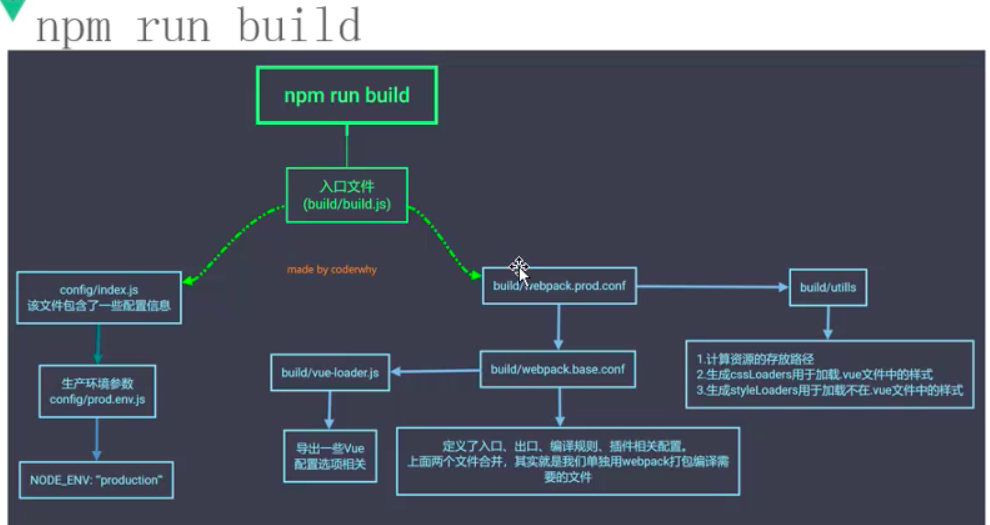 npm run build
npm run build
入口文件
(build/build.js)
made by coderwhy
config/index.js
该文件包含了一些配置信息
build/webpack.prod.conf
build/utills
生产环境参数
config/prod.env.js
build/vue-loader.js
build/webpack.base.conf
1.计算资源的存放路径
2.生成cssLoaders用于加载.vue文件中的样式
3.生成styleLoaders用于加载不在.vue文件中的样式
NODE_ENV: "production"
导出一些Vue
配置选项相关
定义了入口、出口、编译规则、插件相关配置。
上面两个文件合并，其实就是我们单独用webpack打包编译需
要的文件